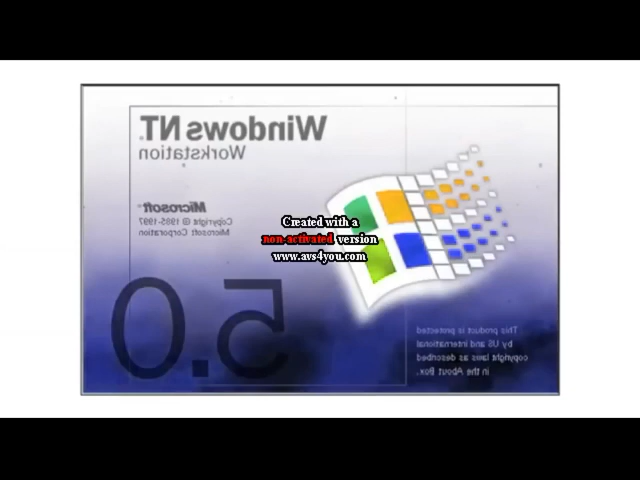 Windows NT.
Workstation
Microsoft
Copyright © 1985-1997
Microsoft Corporation
Created with a
non-activated version
www.avs4you.com
5.0
This product is protected
by US and international
copyright laws as described
in the About Box.